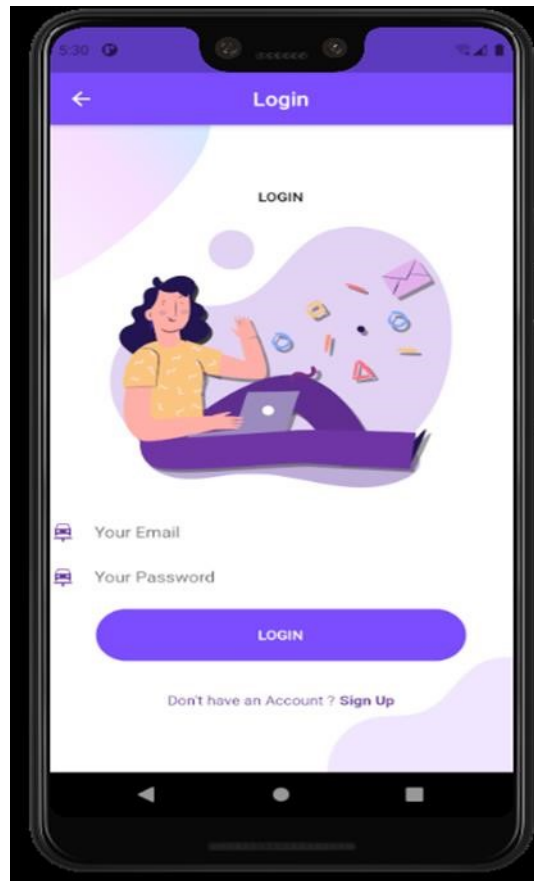 5:30
Login
LOGIN
Your Email
Your Password
LOGIN
Don't have an Account ? Sign Up